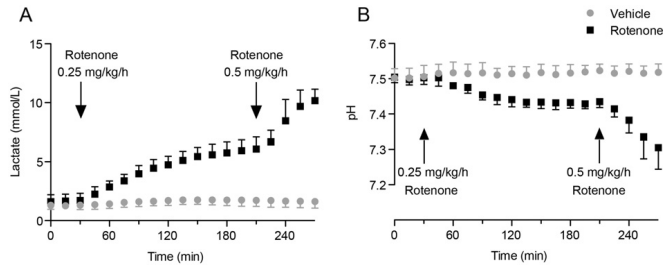 A
Lactate (mmol/L)
15
10
5
0
Rotenone
0.25 mg/kg/h
Rotenone
0.5 mg/kg/h
0
60
120
180
240
Time (min)
B
Vehicle
Rotenone
pH
7.6
7.5
7.4
7.3
7.2
0.25 mg/kg/h
Rotenone
0.5 mg/kg/h
Rotenone
0
60
120
180
240
Time (min)